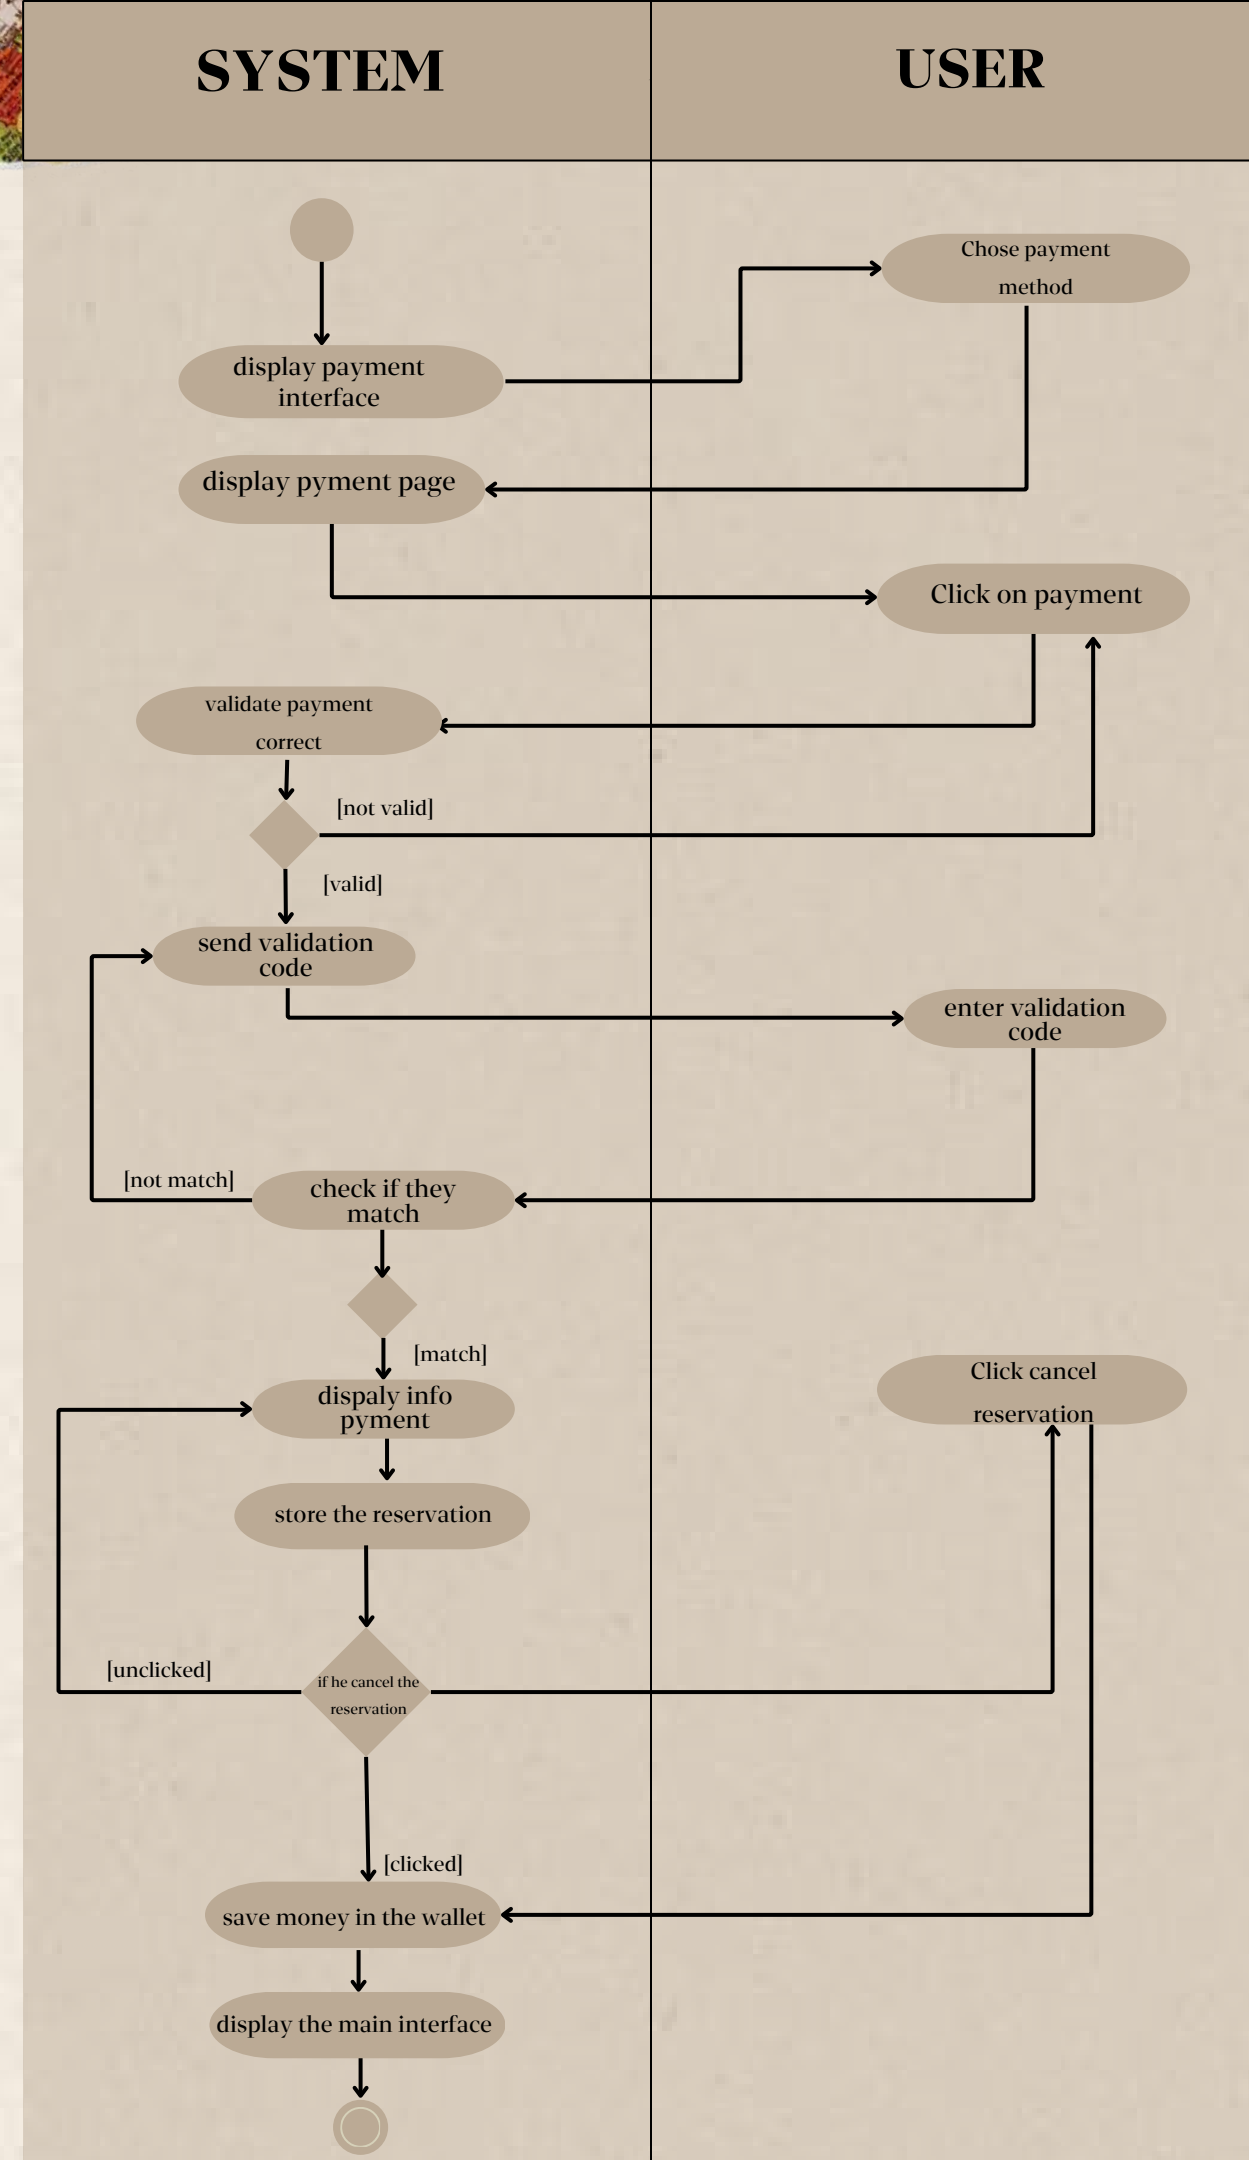 SYSTEM
USER
Chose payment
method
display payment
interface
display pyment page
Click on payment
validate payment
correct
[not valid]
[valid]
send validation
code
enter validation
code
[not match]
check if they
match
[match]
Click cancel
reservation
dispaly info
pyment
store the reservation
[unclicked]
if he cancel the
reservation
[clicked]
save money in the wallet
display the main interface